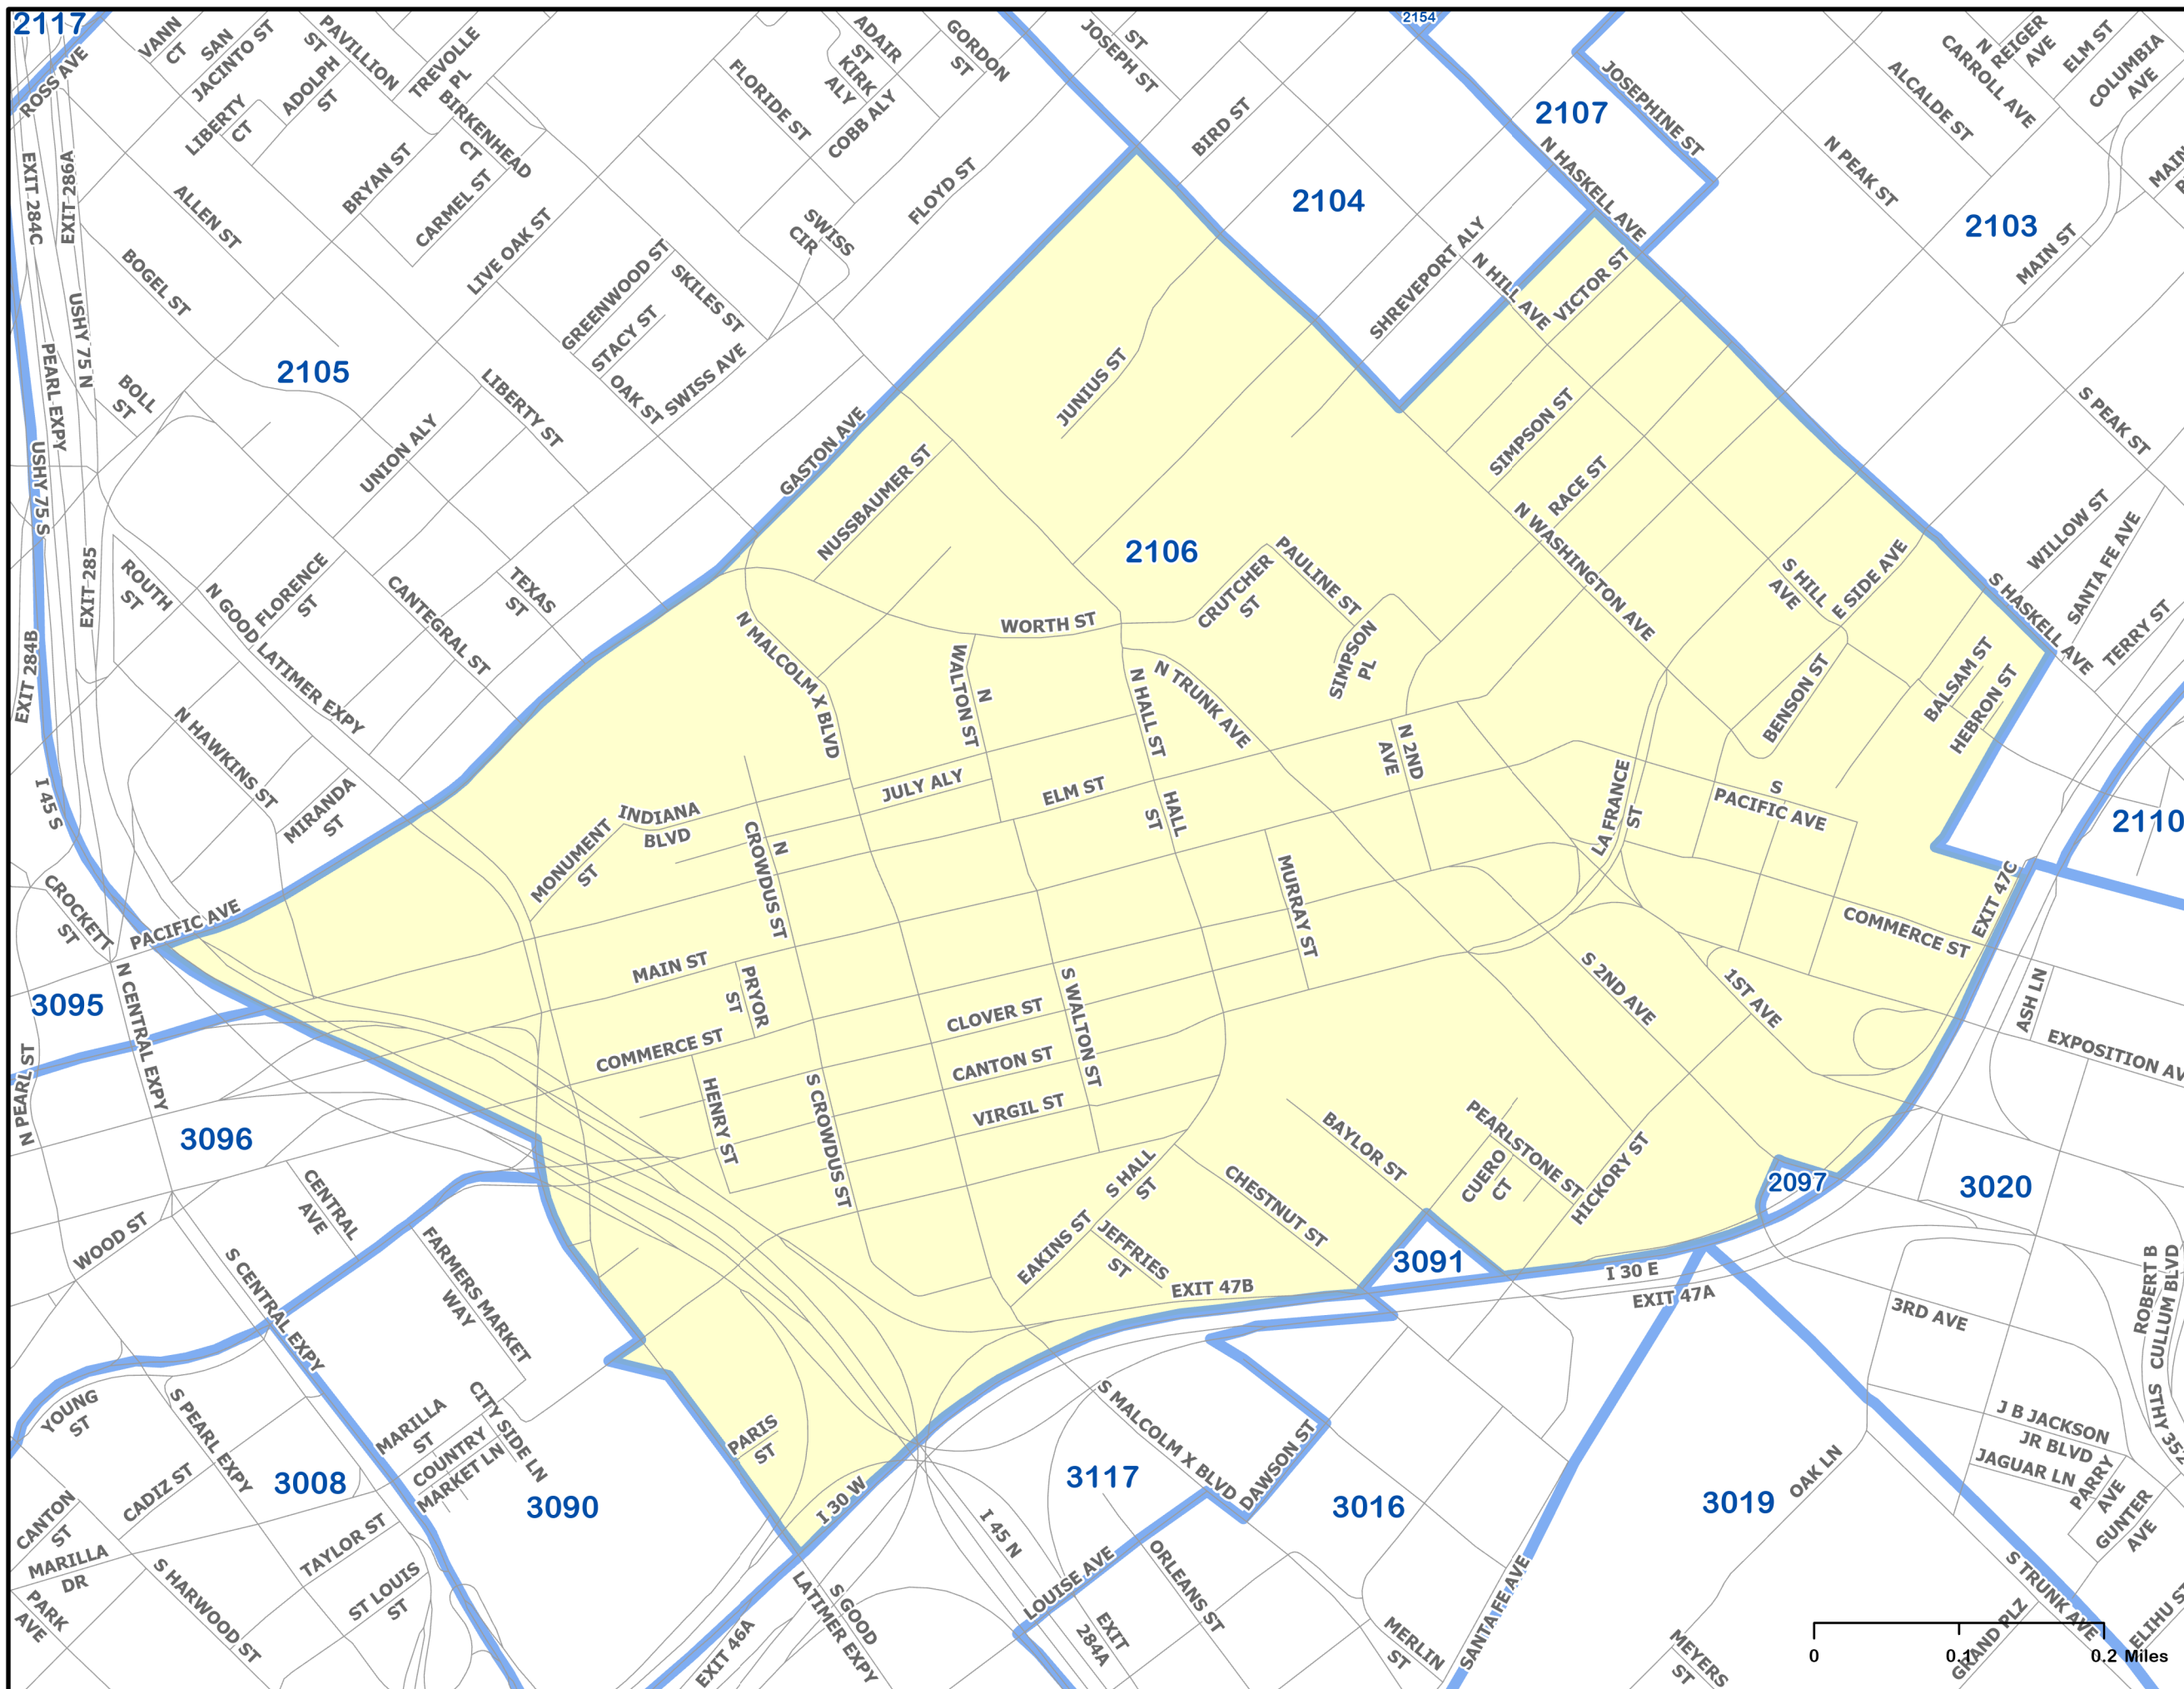 2117
ROSS AVE
VANN
CT
SAN
JACINTO ST
PAVILLION
ST
LIBERTY
CT
ADOLPH
ST
TREVOLLE
PL
BIRKENHEAD
CT
BRYAN ST
CARMEL ST
ALLEN ST
BOGEL ST
LIVE OAK ST
FLORIDE ST
ADAIR
ST
KIRK
ALY
COBB ALY
GORDON
ST
FLOYD ST
SWISS
CIR
GREENWOOD ST
STACY ST
SKILES ST
OAK ST
SWISS AVE
JOSEPH ST
ST
BIRD ST
2104
2154
2107
JOSEPHINE ST
N HASKELL AVE
SHREVEPORT ALY
N HILL AVE
VICTOR ST
N
CARROLL AVE
REIGER
AVE
ELM ST
COLUMBIA
AVE
ALCALDE ST
N PEAK ST
2103
MAIN ST
MAIN
S PEAK ST
EXIT 284C
EXIT 286A
USHY 75 N
PEARL EXPY
USHY 75 S
EXIT 285
EXIT 284B
I 45 S
2105
BOLL
ST
UNION ALY
LIBERTY ST
GASTON AVE
NUSSBAUMER ST
JUNIUS ST
SIMPSON ST
RACE ST
N WASHINGTON AVE
2106
WORTH ST
CRUTCHER
ST
PAULINE ST
SIMPSON
PL
S HILL
AVE
E SIDE AVE
WILLOW ST
SANTA FE AVE
S HASKELL AVE
TERRY ST
BALSAM ST
HEBRON ST
BENSON ST
ROUTH
ST
N GOOD LATIMER EXPY
FLORENCE
ST
CANTEGRAL ST
TEXAS
ST
N HAWKINS ST
MIRANDA
ST
N MALCOLM X BLVD
N
WALTON ST
N HALL ST
N TRUNK AVE
N 2ND
AVE
LA FRANCE
ST
S
PACIFIC AVE
2110
JULY ALY
ELM ST
HALL
ST
INDIANA
BLVD
MONUMENT
ST
N
CROWDUS ST
MURRAY ST
CROCKETT
ST
PACIFIC AVE
3095
N CENTRAL EXPY
MAIN ST
PRYOR
ST
CLOVER ST
S WALTON ST
COMMERCE ST
CANTON ST
VIRGIL ST
HENRY ST
S CROWDUS ST
S 2ND AVE
1ST AVE
COMMERCE ST
EXIT 47C
ASH LN
EXPOSITION AV
N PEARL ST
3096
CENTRAL
AVE
WOOD ST
FARMERS MARKET
WAY
S CENTRAL EXPY
S HALL
ST
EAKINS ST
JEFFRIES
ST
CHESTNUT ST
BAYLOR ST
PEARLSTONE ST
CUERO
CT
HICKORY ST
2097
3020
3091
EXIT 47B
I 30 E
EXIT 47A
3RD AVE
ROBERT B
CULLUM BLVD
STHY 352
YOUNG
ST
S PEARL EXPY
MARILLA
ST
COUNTRY
MARKET LN
CITY SIDE LN
PARIS
ST
I 30 W
3117
S MALCOLM X BLVD
DAWSON ST
3008
3090
3016
3019
OAK LN
J B JACKSON
JR BLVD
JAGUAR LN
PARRY
AVE
GUNTER
AVE
CANTON
ST
CADIZ ST
MARILLA
DR
PARK
AVE
TAYLOR ST
ST LOUIS
ST
S HARWOOD ST
EXIT 46A
S GOOD
LATIMER EXPY
I 45 N
LOUISE AVE
EXIT
284A
ORLEANS ST
MERLIN
ST
SANTA FE AVE
MEYERS
ST
S TRUNK AVE
GRAND PLZ
ELIHU S
0 0.1 0.2 Miles